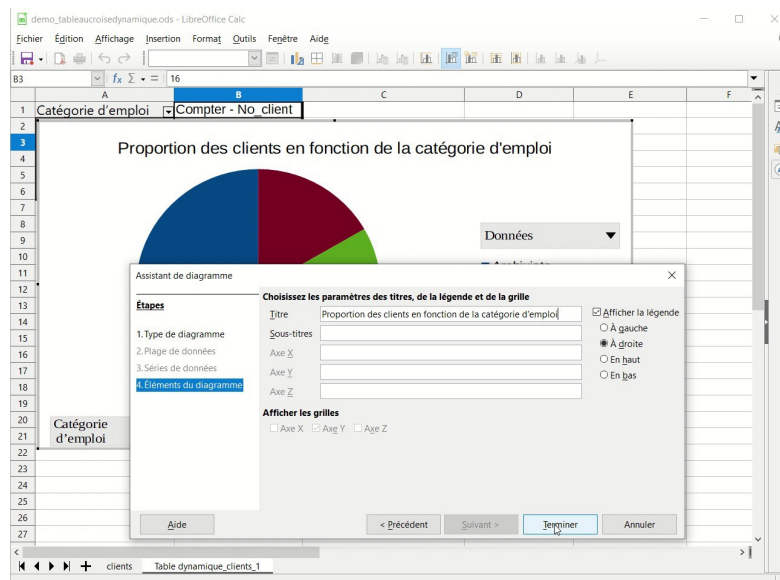 demo_tableaucroisedynamique.ods - LibreOffice Calc
Fichier Édition Affichage Insertion Format Outils Fenêtre Aide
B3 fx Σ = 16
A B C D E F
1 Catégorie d'emploi Compter - No_client
2
3
Proportion des clients en fonction de la catégorie d'emploi
4
5
6
7
8
Données
9
10
11
Assistant de diagramme
12
Étapes
Choisissez les paramètres des titres, de la légende et de la grille
13
Titre Proportion des clients en fonction de la catégorie d'emploi
Afficher la légende
14
1.Type de diagramme
Sous-titres
À gauche
15
2.Plage de données
Axe X
À droite
16
3.Séries de données
Axe Y
En haut
17
4.Éléments du diagramme
En bas
18
Axe Z
19
Afficher les grilles
20
Catégorie
Axe X Axe Y Axe Z
21
d'emploi
22
23
24
25
26
Aide < Précédent Suivant > Terminer Annuler
27
clients Table dynamique_clients_1